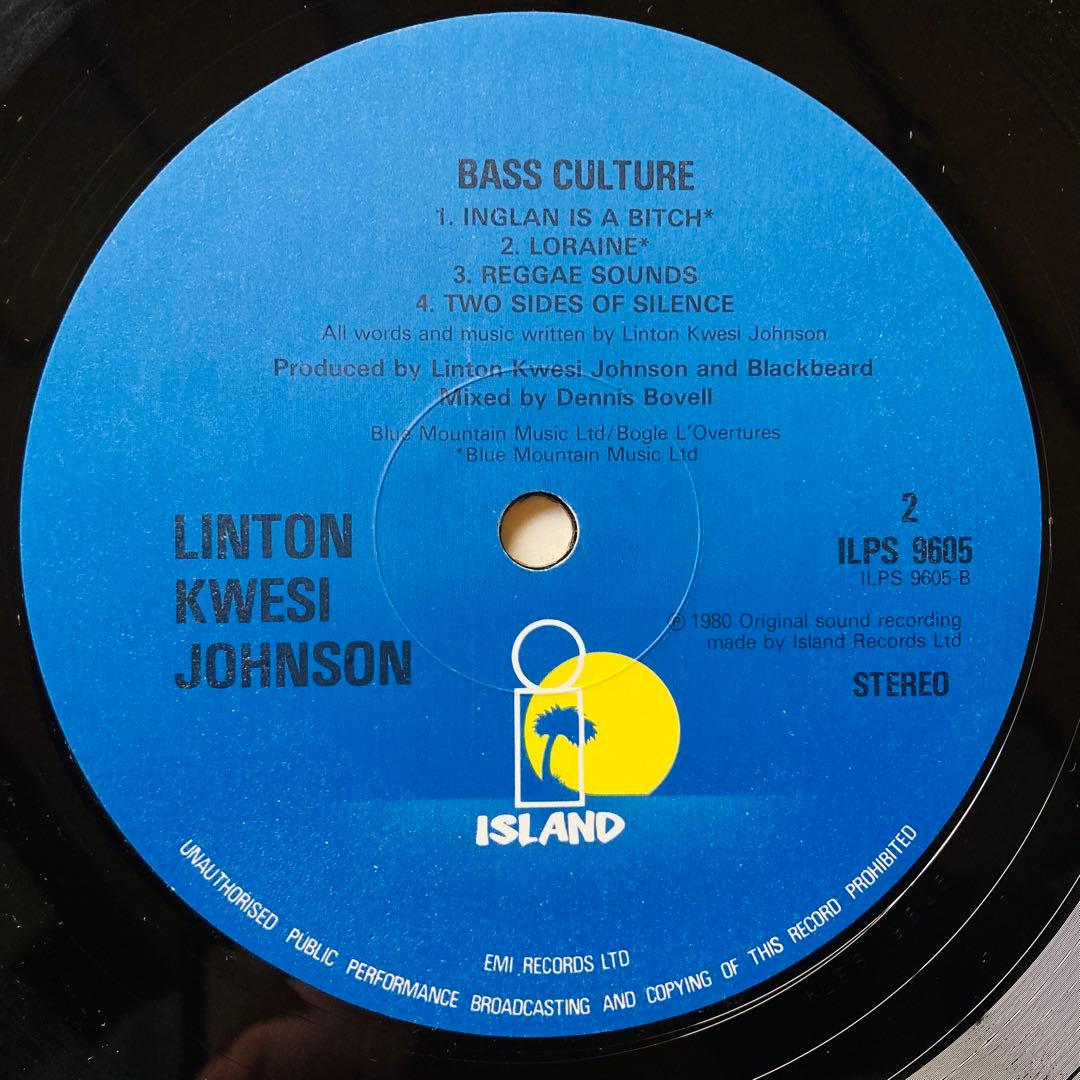 BASS CULTURE
1. INGLAN IS A BITCH*
2. LORAINE*
3. REGGAE SOUNDS
4. TWO SIDES OF SILENCE
All words and music written by Linton Kwesi Johnson
Produced by Linton Kwesi Johnson and Blackbeard
Mixed by Dennis Bovell
Blue Mountain Music Ltd/Bogle L'Overtures
*Blue Mountain Music Ltd
LINTON
KWESI
JOHNSON
2
ILPS 9605
ILPS 9605-B
℗ 1980 Original sound recording
made by Island Records Ltd
STEREO
ISLAND
EMI RECORDS LTD
UNAUTHORISED PUBLIC PERFORMANCE BROADCASTING AND COPYING OF THIS RECORD PROHIBITED